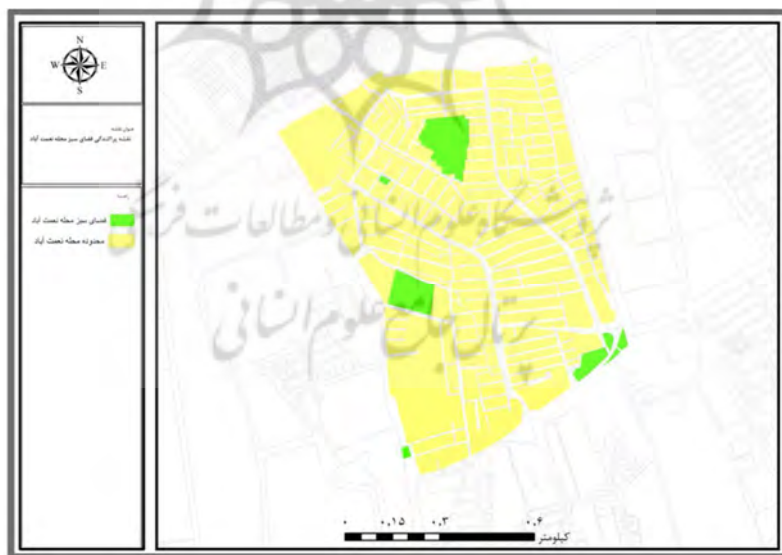 N
W E
S
عنوان نقشه
نقشه پراکندگی فضای سبز محله نعمت آباد
راهنما
فضای سبز محله نعمت آباد
محدوده محله نعمت آباد
پژوهشگاه علوم انسانی و مطالعات فرهنگی
پرتال جامع علوم انسانی
۰ ۰.۱۵ ۰.۳ ۰.۶
کیلومتر